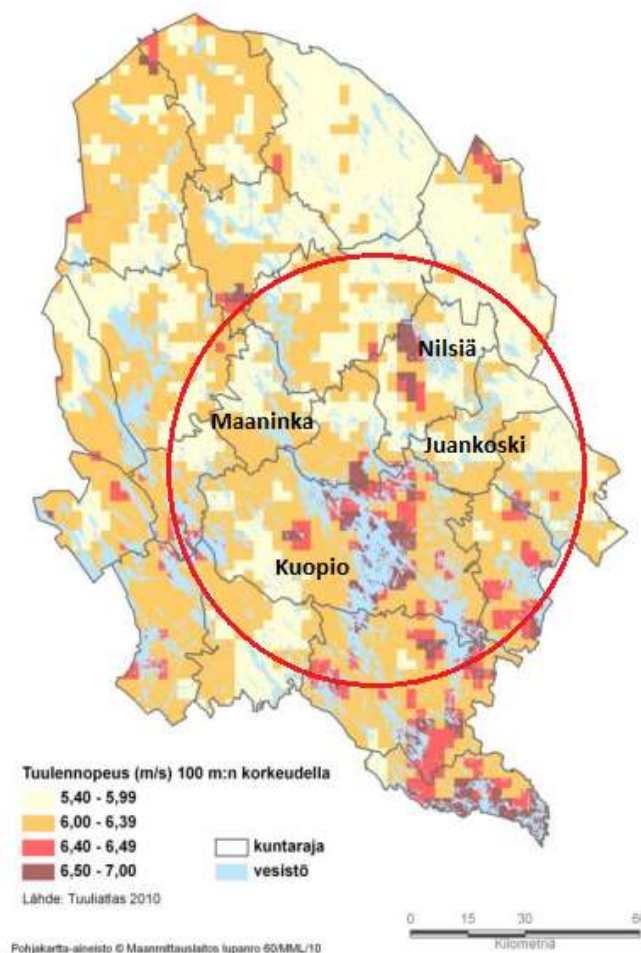 Nilsiä
Maaninka
Juankoski
Kuopio
Tuulennopeus (m/s) 100 m:n korkeudella
5,40 - 5,99
6,00 - 6,39
6,40 - 6,49
6,50 - 7,00
kuntaraja
vesistö
Lähde: Tuuliatlas 2010
0 15 30 60
Kilometriä
Pohjakartta-aineisto © Maanmittauslaitos lupanro 60/MML/10